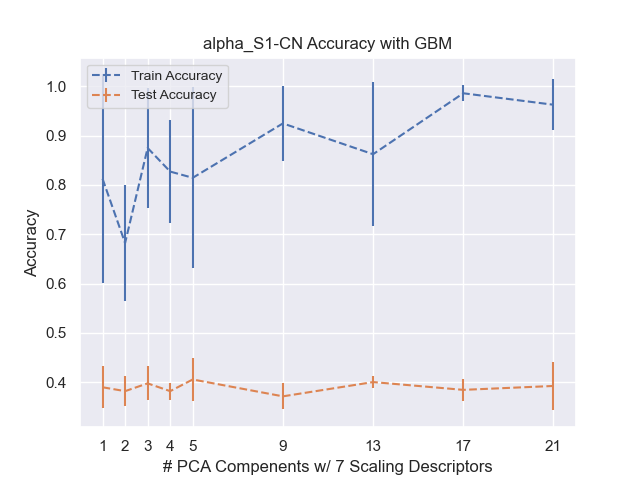 alpha_S1-CN Accuracy with GBM
Train Accuracy
Test Accuracy
Accuracy
1.0
0.9
0.8
0.7
0.6
0.5
0.4
1 2 3 4 5 9 13 17 21
# PCA Compenents w/ 7 Scaling Descriptors